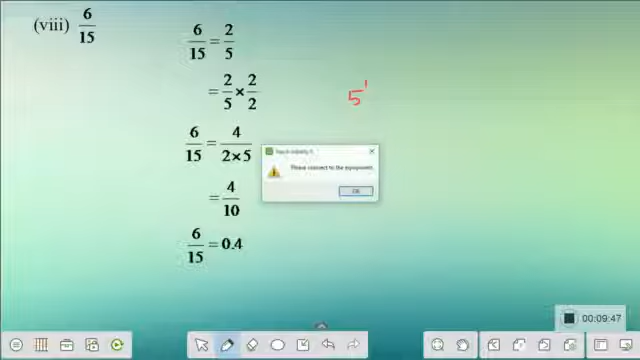 (viii) 6/15
6/15 = 2/5
= 2/5 × 2/2
5¹
6/15 = 4/(2×5)
Please connect to the equipment.
OK
= 4/10
6/15 = 0.4
00:09:47